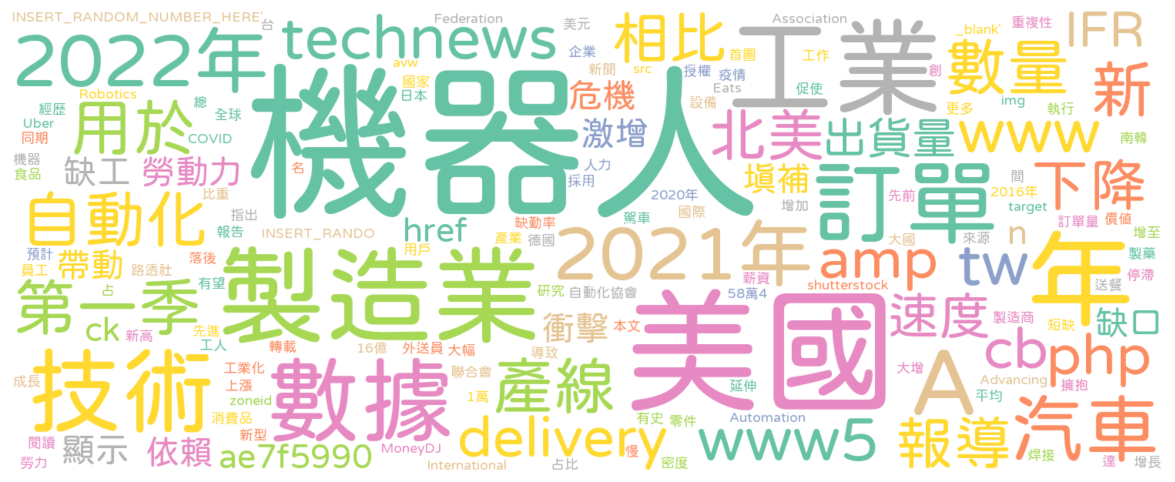 INSERT_RANDOM_NUMBER_HERE'
台
Federation
美元
Association
_blank'
重複性
IFR
2022年
technews
企業
相比
首圖
工作
工業
數量
新
avw
新聞
src
授權
疫情
創
Robotics
國家
日本
危機
Eats
促使
更多
img
執行
經歷
總
全球
用於
機器人
設備
Uber
同期
COVID
激增
北美
出貨量
www
南韓
機器
食品
缺工
勞動力
名
人力
採用
填補
訂單
間
下降
比重
2020年
先前
2016年
自動化
指出
href
缺勤率
駕車
國際
增加
target
訂單量
價值
報告
INSERT_RANDO
產業
德國
2021年
大國
來源
n
增至
預計
帶動
落後
用戶
製造業
amp
tw
年
製藥
員工
路透社
有望
研究
自動化協會
58萬4
薪資
shutterstock
送餐
停滯
第一季
占
美國
速度
製造商
缺口
ck
新高
先進
工人
衝擊
短缺
技術
轉載
16億
外送員
本文
大幅
導致
cb
php
工業化
數據
聯合會
產線
延伸
大增
A
Advancing
擁抱
成長
上漲
1萬
平均
zoneid
消費品
有史
零件
Automation
汽車
閱讀
顯示
依賴
新型
MoneyDJ
delivery
慢
www5
報導
焊接
勞力
ae7f5990
International
占比
密度
達
增長